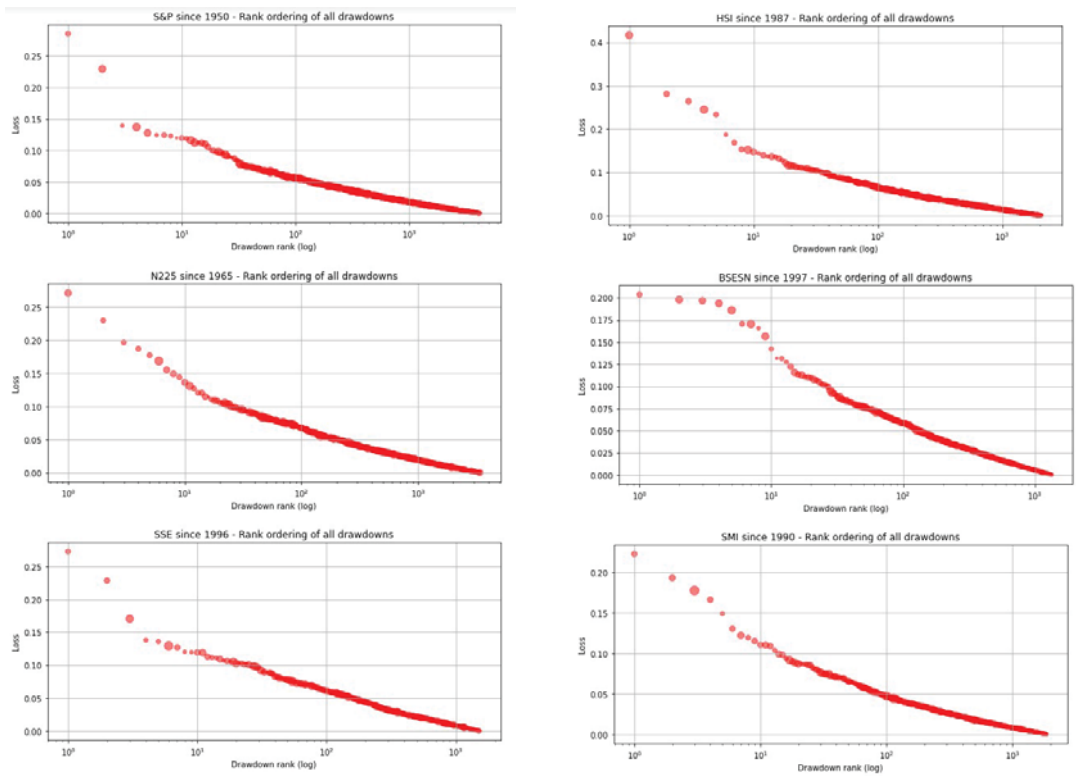 S&P since 1950 - Rank ordering of all drawdowns
Loss
0.25
0.20
0.15
0.10
0.05
0.00
10⁰ 10¹ 10² 10³
Drawdown rank (log)
HSI since 1987 - Rank ordering of all drawdowns
Loss
0.4
0.3
0.2
0.1
0.0
10⁰ 10¹ 10² 10³
Drawdown rank (log)
N225 since 1965 - Rank ordering of all drawdowns
Loss
0.25
0.20
0.15
0.10
0.05
0.00
10⁰ 10¹ 10² 10³
Drawdown rank (log)
BSESN since 1997 - Rank ordering of all drawdowns
Loss
0.200
0.175
0.150
0.125
0.100
0.075
0.050
0.025
0.000
10⁰ 10¹ 10² 10³
Drawdown rank (log)
SSE since 1996 - Rank ordering of all drawdowns
Loss
0.25
0.20
0.15
0.10
0.05
0.00
10⁰ 10¹ 10² 10³
Drawdown rank (log)
SMI since 1990 - Rank ordering of all drawdowns
Loss
0.20
0.15
0.10
0.05
0.00
10⁰ 10¹ 10² 10³
Drawdown rank (log)